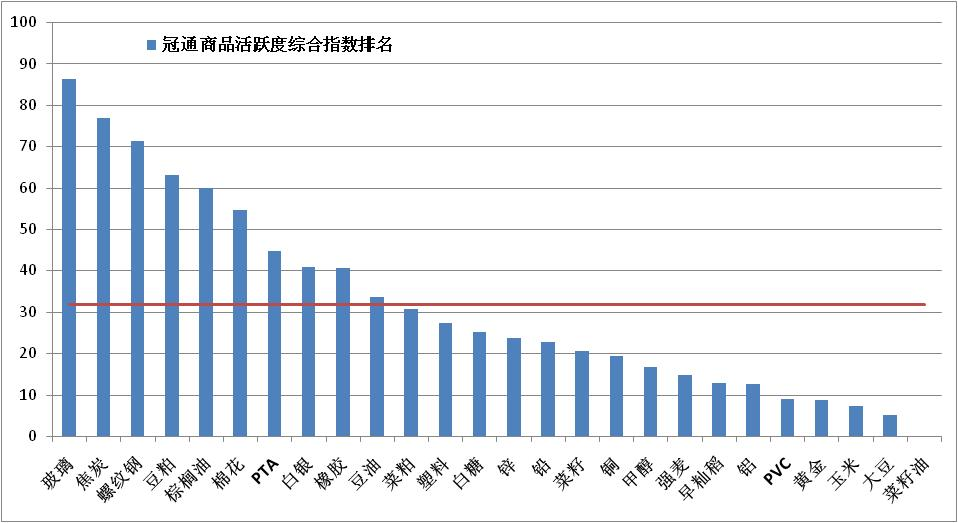 冠通商品活跃度综合指数排名
100
90
80
70
60
50
40
30
20
10
0
玻璃
焦炭
螺纹钢
豆粕
棕榈油
棉花
PTA
白银
橡胶
豆油
菜粕
塑料
白糖
锌
铅
菜籽
铜
甲醇
强麦
早籼稻
铝
PVC
黄金
玉米
大豆
菜籽油